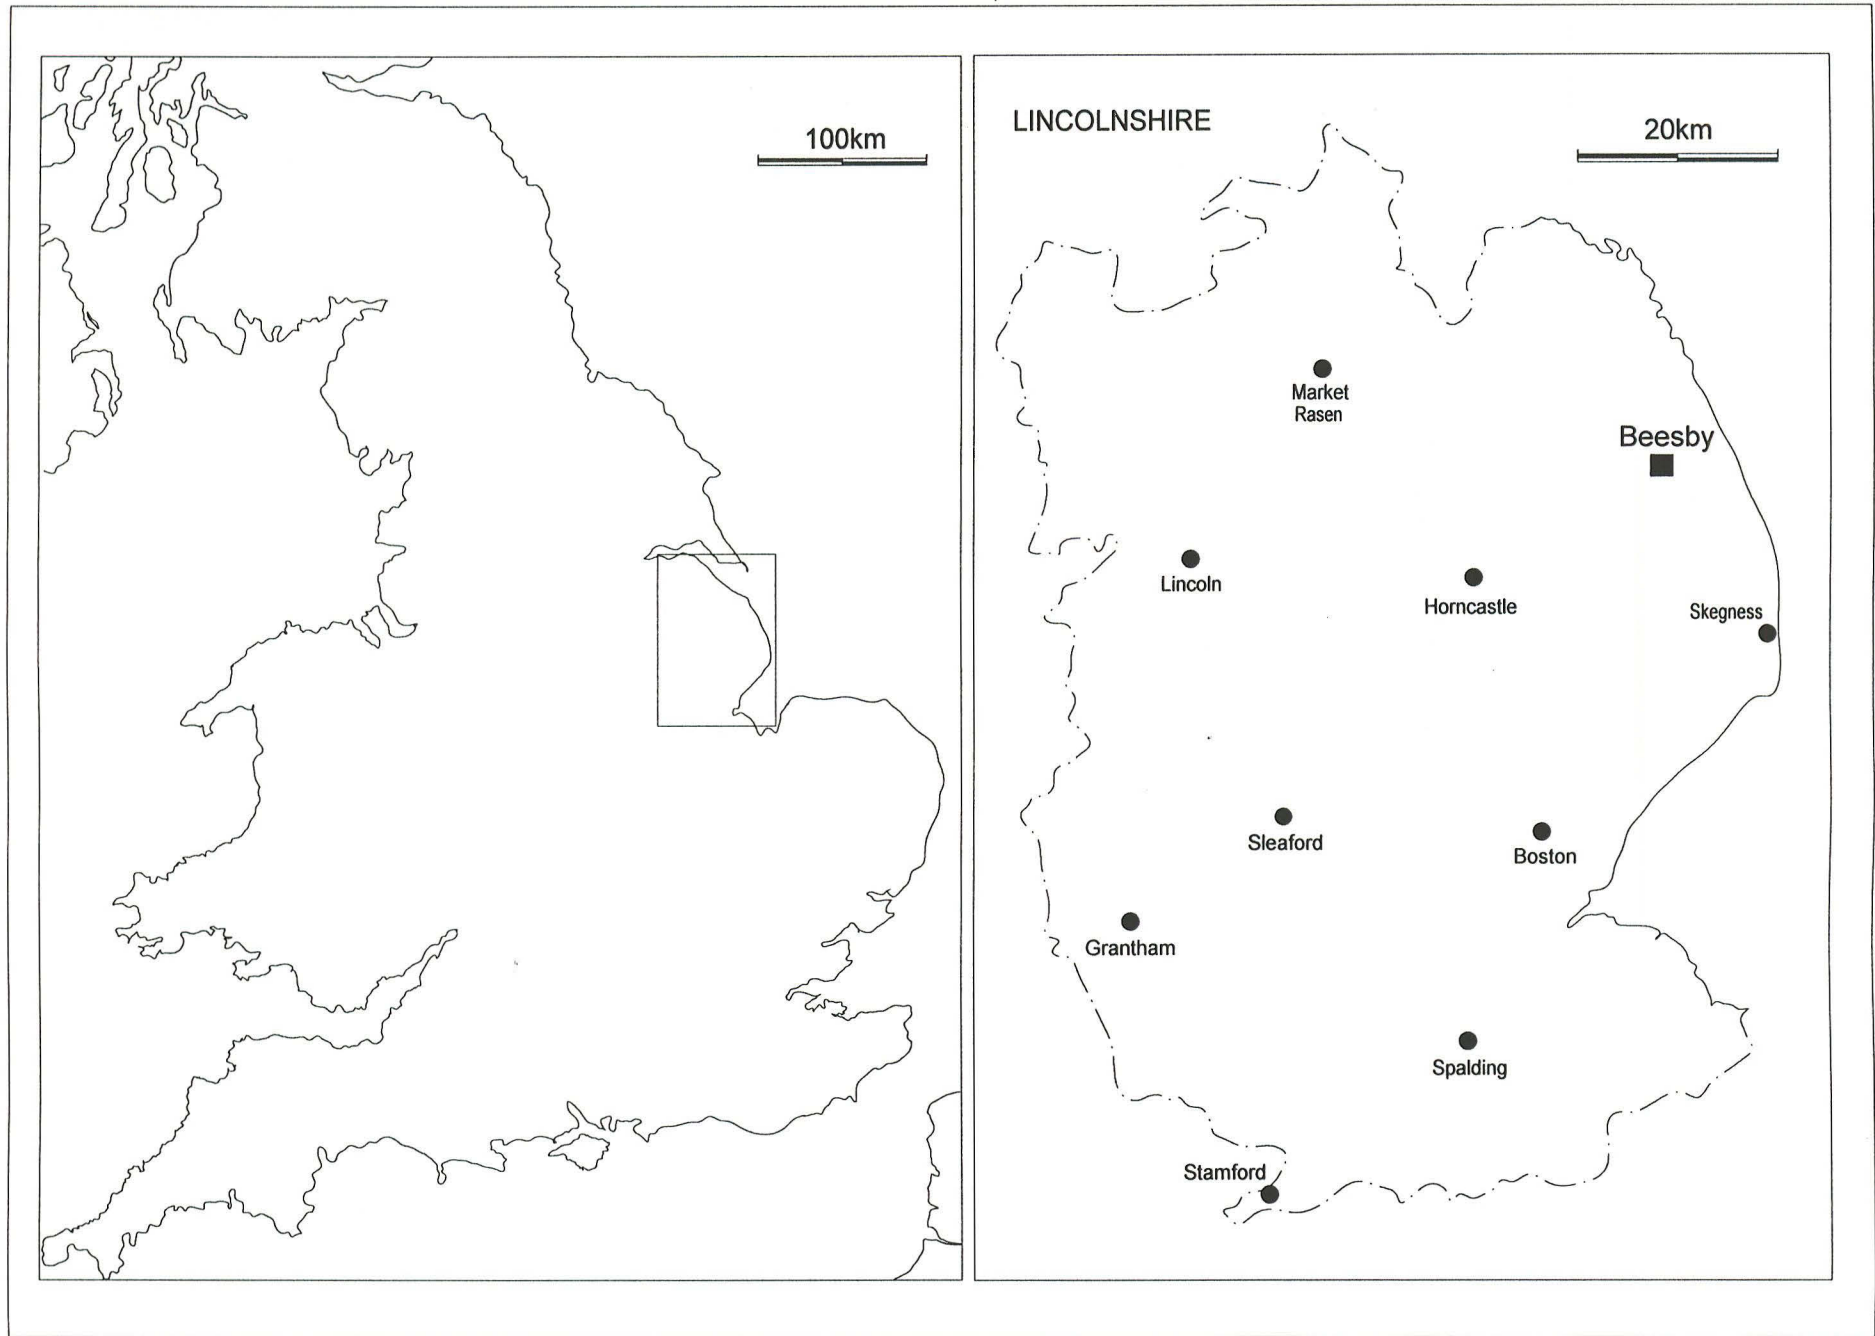 100km
LINCOLNSHIRE
20km
Market
Rasen
Beesby
Lincoln
Horncastle
Skegness
Sleaford
Boston
Grantham
Spalding
Stamford